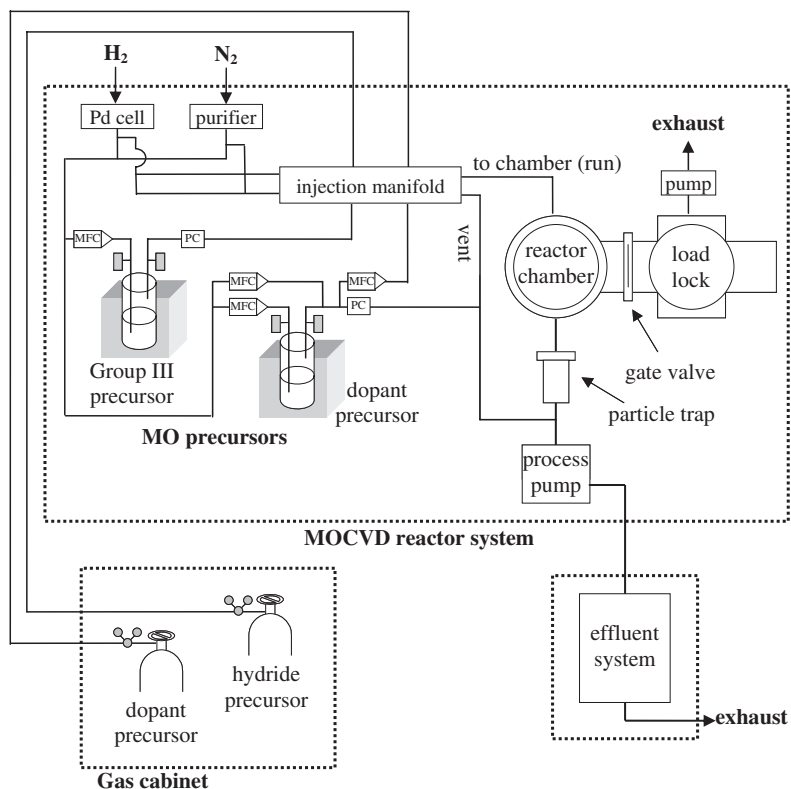 H₂
N₂
Pd cell
purifier
exhaust
pump
injection manifold
to chamber (run)
vent
MFC
PC
reactor
chamber
load
lock
MFC
MFC
MFC
PC
Group III
precursor
dopant
precursor
gate valve
particle trap
MO precursors
process
pump
MOCVD reactor system
effluent
system
exhaust
hydride
precursor
dopant
precursor
Gas cabinet